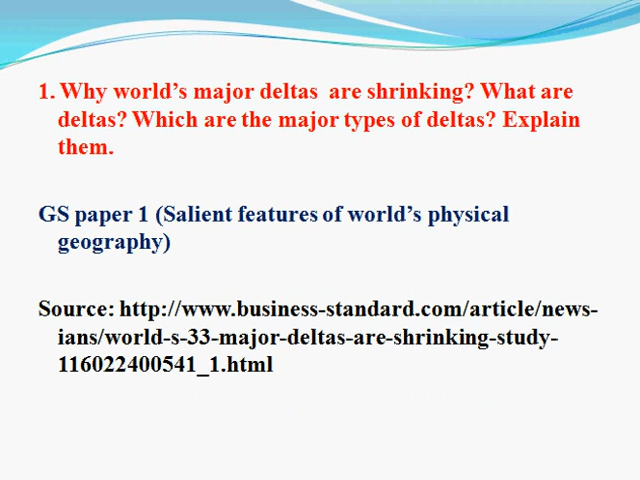 1. Why world's major deltas are shrinking? What are
deltas? Which are the major types of deltas? Explain
them.
GS paper 1 (Salient features of world's physical
geography)
Source: http://www.business-standard.com/article/news-
ians/world-s-33-major-deltas-are-shrinking-study-
116022400541_1.html